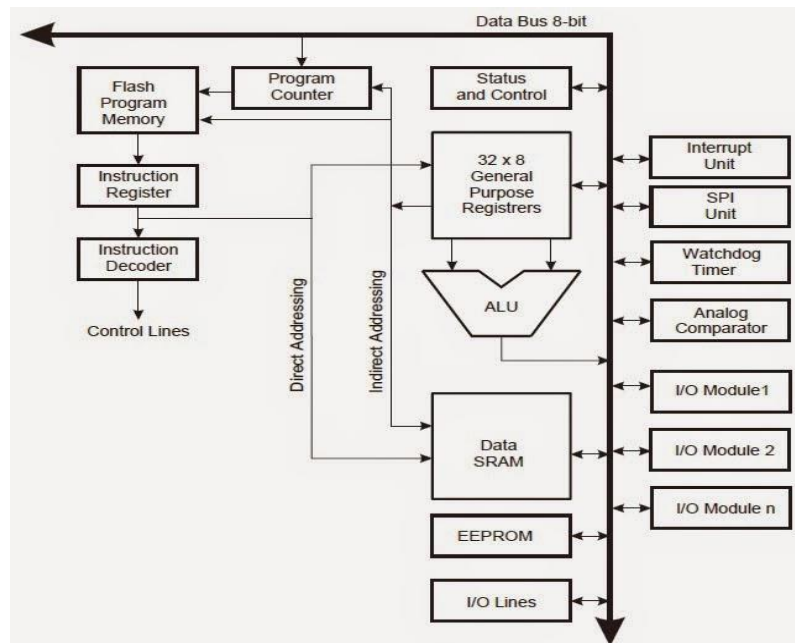 Data Bus 8-bit
Flash
Program
Memory
Program
Counter
Status
and Control
Instruction
Register
32 x 8
General
Purpose
Registrers
Interrupt
Unit
SPI
Unit
Instruction
Decoder
Watchdog
Timer
Control Lines
Direct Addressing
Indirect Addressing
ALU
Analog
Comparator
I/O Module1
Data
SRAM
I/O Module 2
I/O Module n
EEPROM
I/O Lines